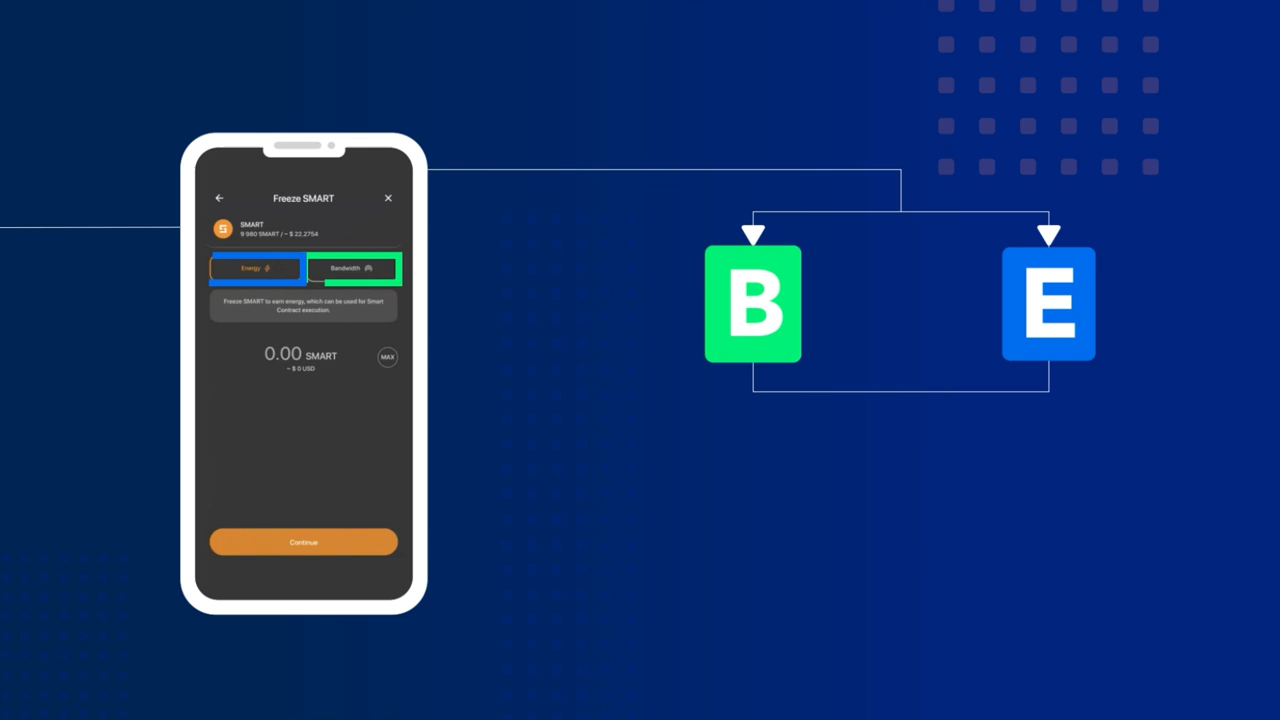 Freeze SMART
S
SMART
9 980 SMART / ~ $ 22.2754
Energy
Bandwidth
Freeze SMART to earn energy, which can be used for Smart
Contract execution.
0.00 SMART
MAX
~ $ 0 USD
Continue
B
E